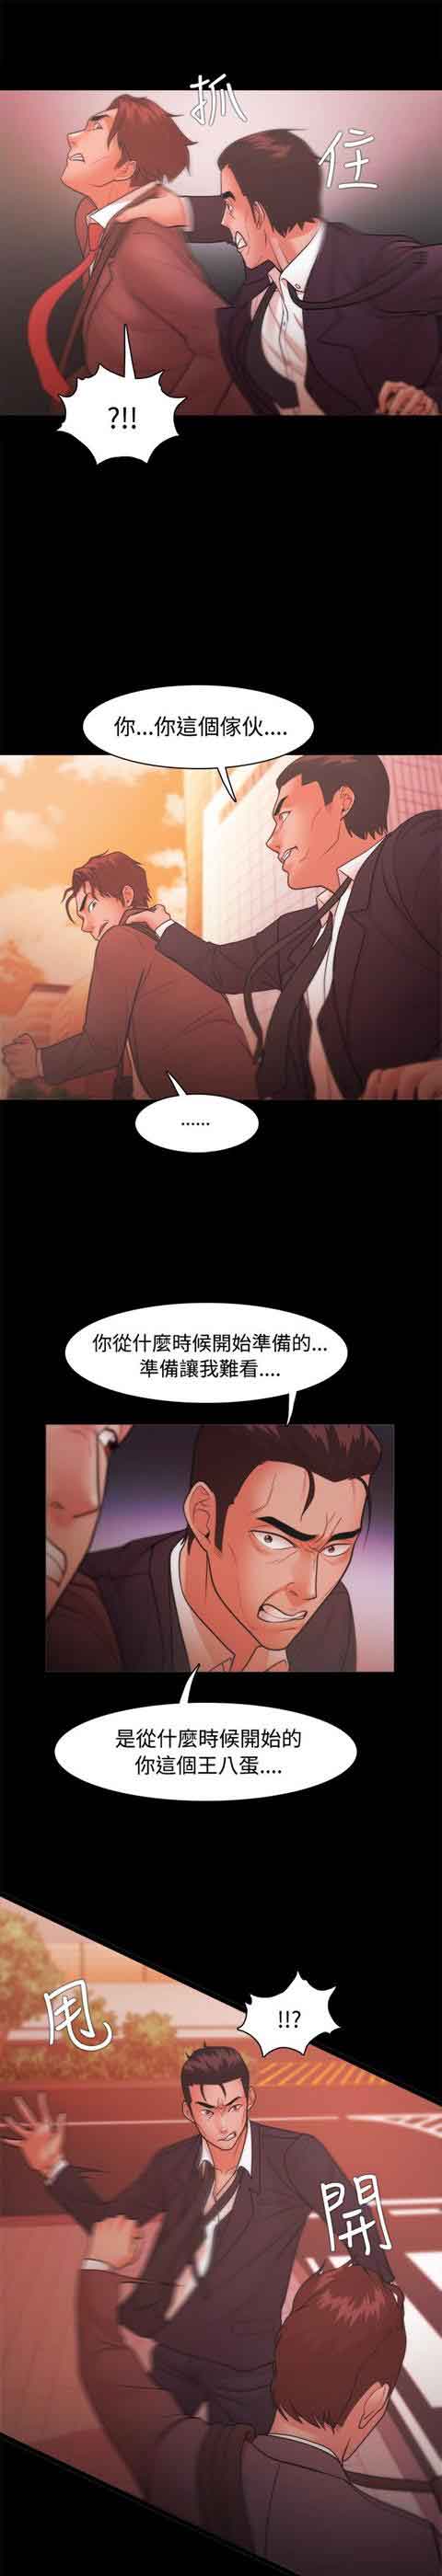 抓
住
?!!
你...你這個傢伙....
......
你從什麼時候開始準備的...
準備讓我難看....
是從什麼時候開始的
你這個王八蛋....
甩
!!?
開